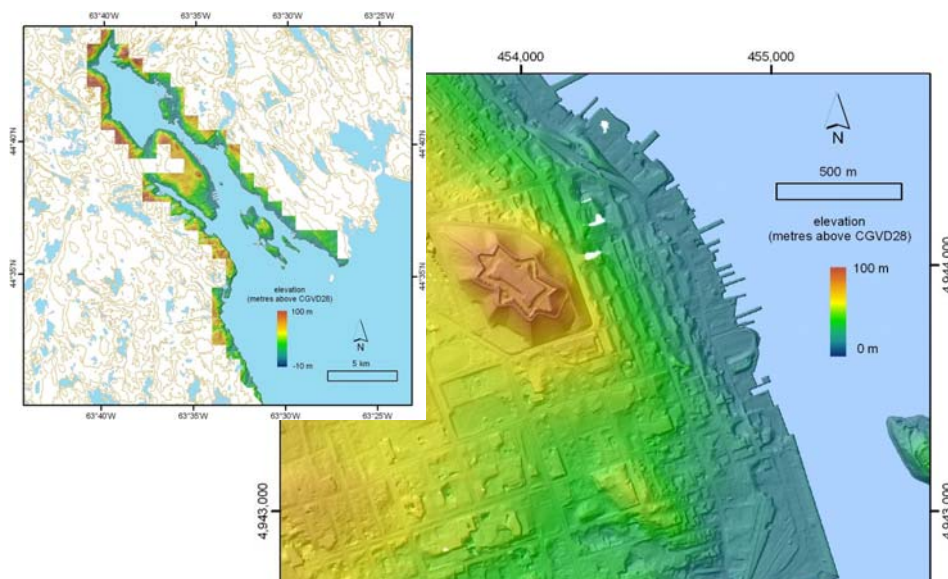 63°40'W
63°35'W
63°30'W
63°25'W
44°40'N
44°40'N
44°35'N
44°35'N
elevation
(metres above CGVD28)
100 m
-10 m
N
5 km
63°40'W
63°35'W
63°30'W
63°25'W
454,000
455,000
N
500 m
elevation
(metres above CGVD28)
100 m
0 m
4,944,000
4,943,000
4,943,000